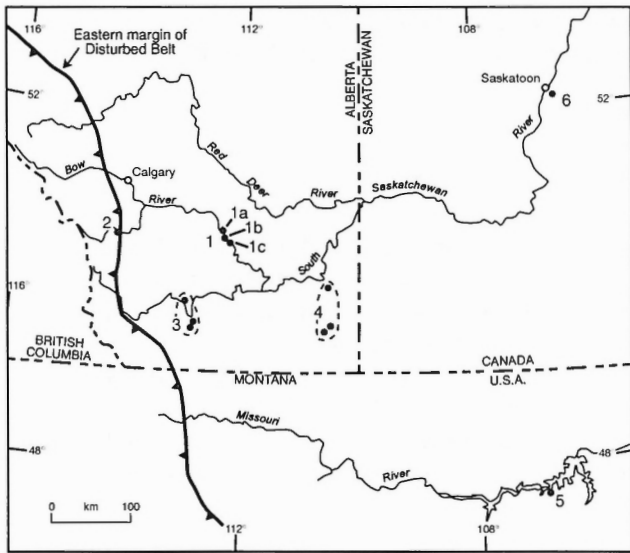 116°
112°
108°
Eastern margin of
Disturbed Belt
52
52
ALBERTA
SASKATCHEWAN
Saskatoon
6
River
Red
Deer
River
Saskatchewan
Bow
Calgary
River
2
1a
1
1b
1c
South
116°
3
4
BRITISH
COLUMBIA
CANADA
MONTANA
U.S.A.
Missouri
River
48°
48
5
0 km 100
112°
108°